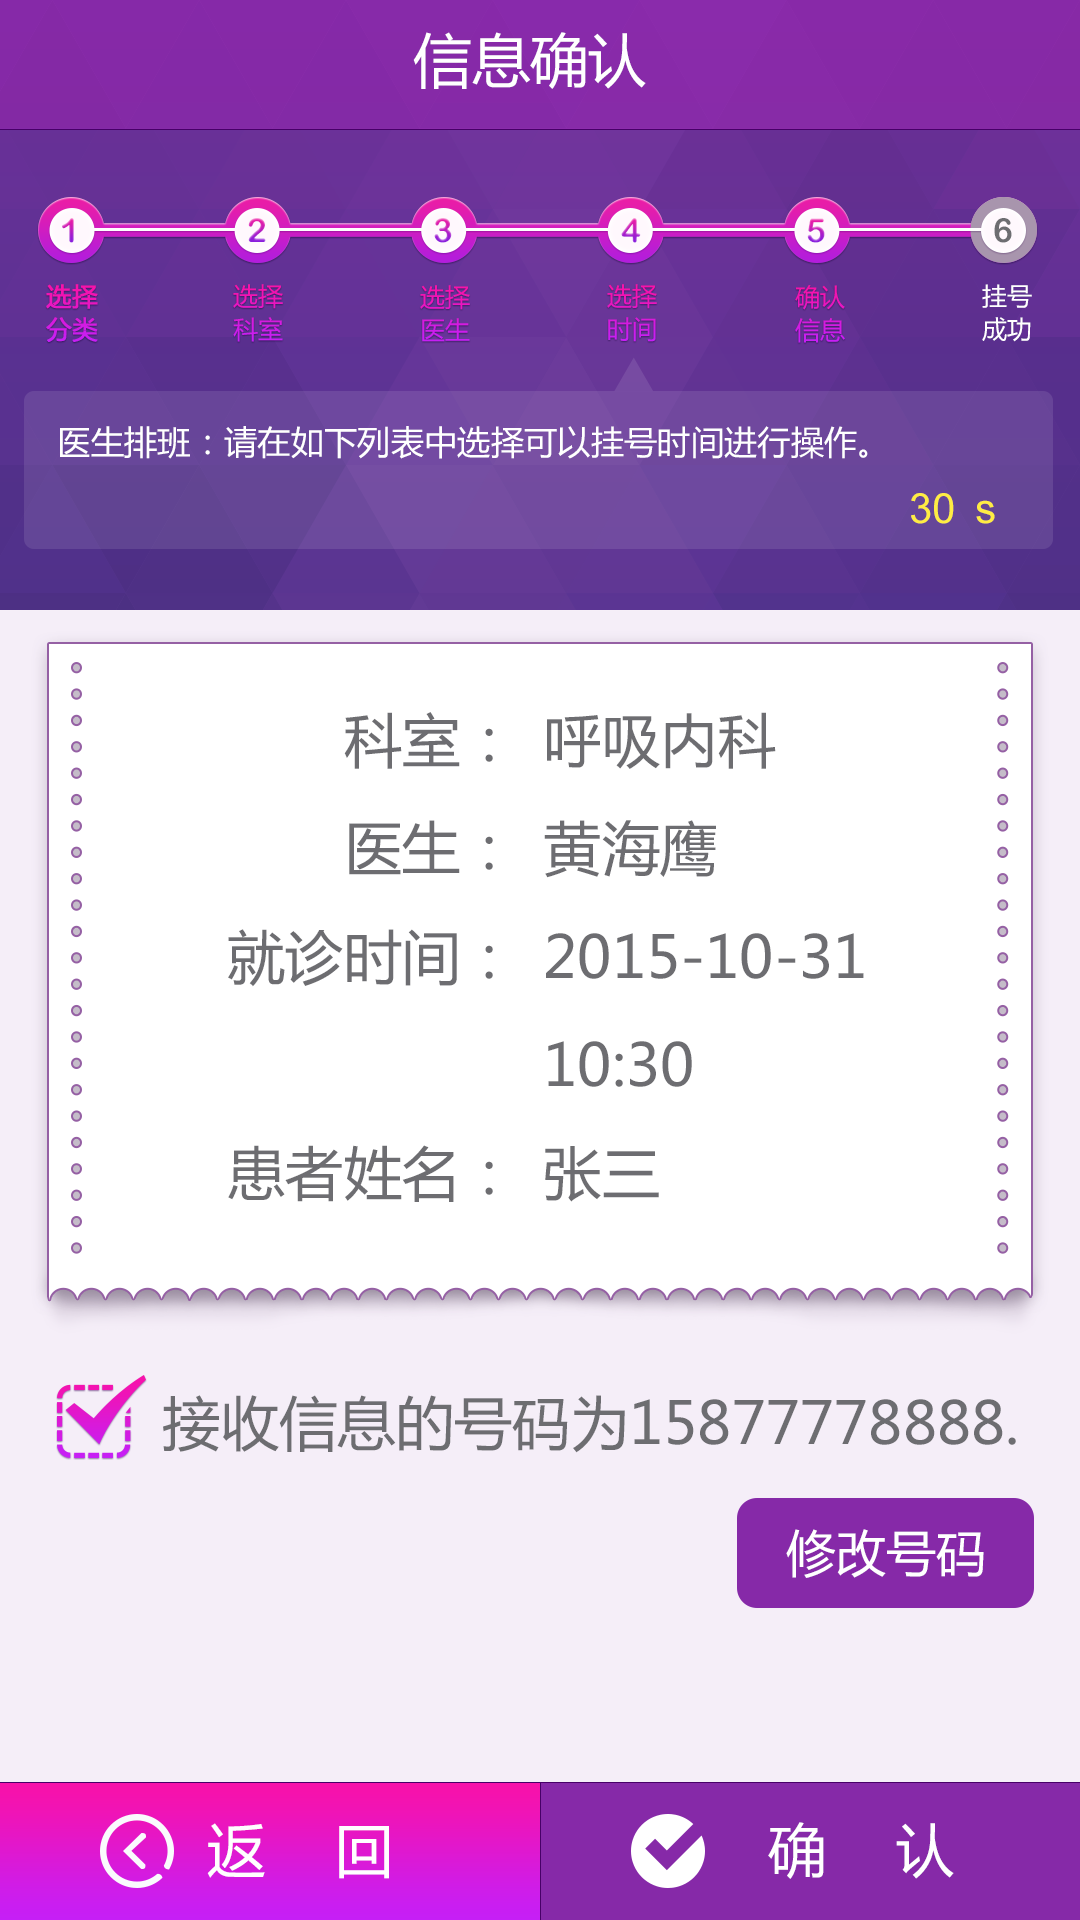 信息确认
1 2 3 4 5 6
选择 选择 选择 选择 确认 挂号
分类 科室 医生 时间 信息 成功
医生排班：请在如下列表中选择可以挂号时间进行操作。
30 s
科室： 呼吸内科
医生： 黄海鹰
就诊时间： 2015-10-31
10:30
患者姓名： 张三
接收信息的号码为15877778888.
修改号码
返 回 确 认